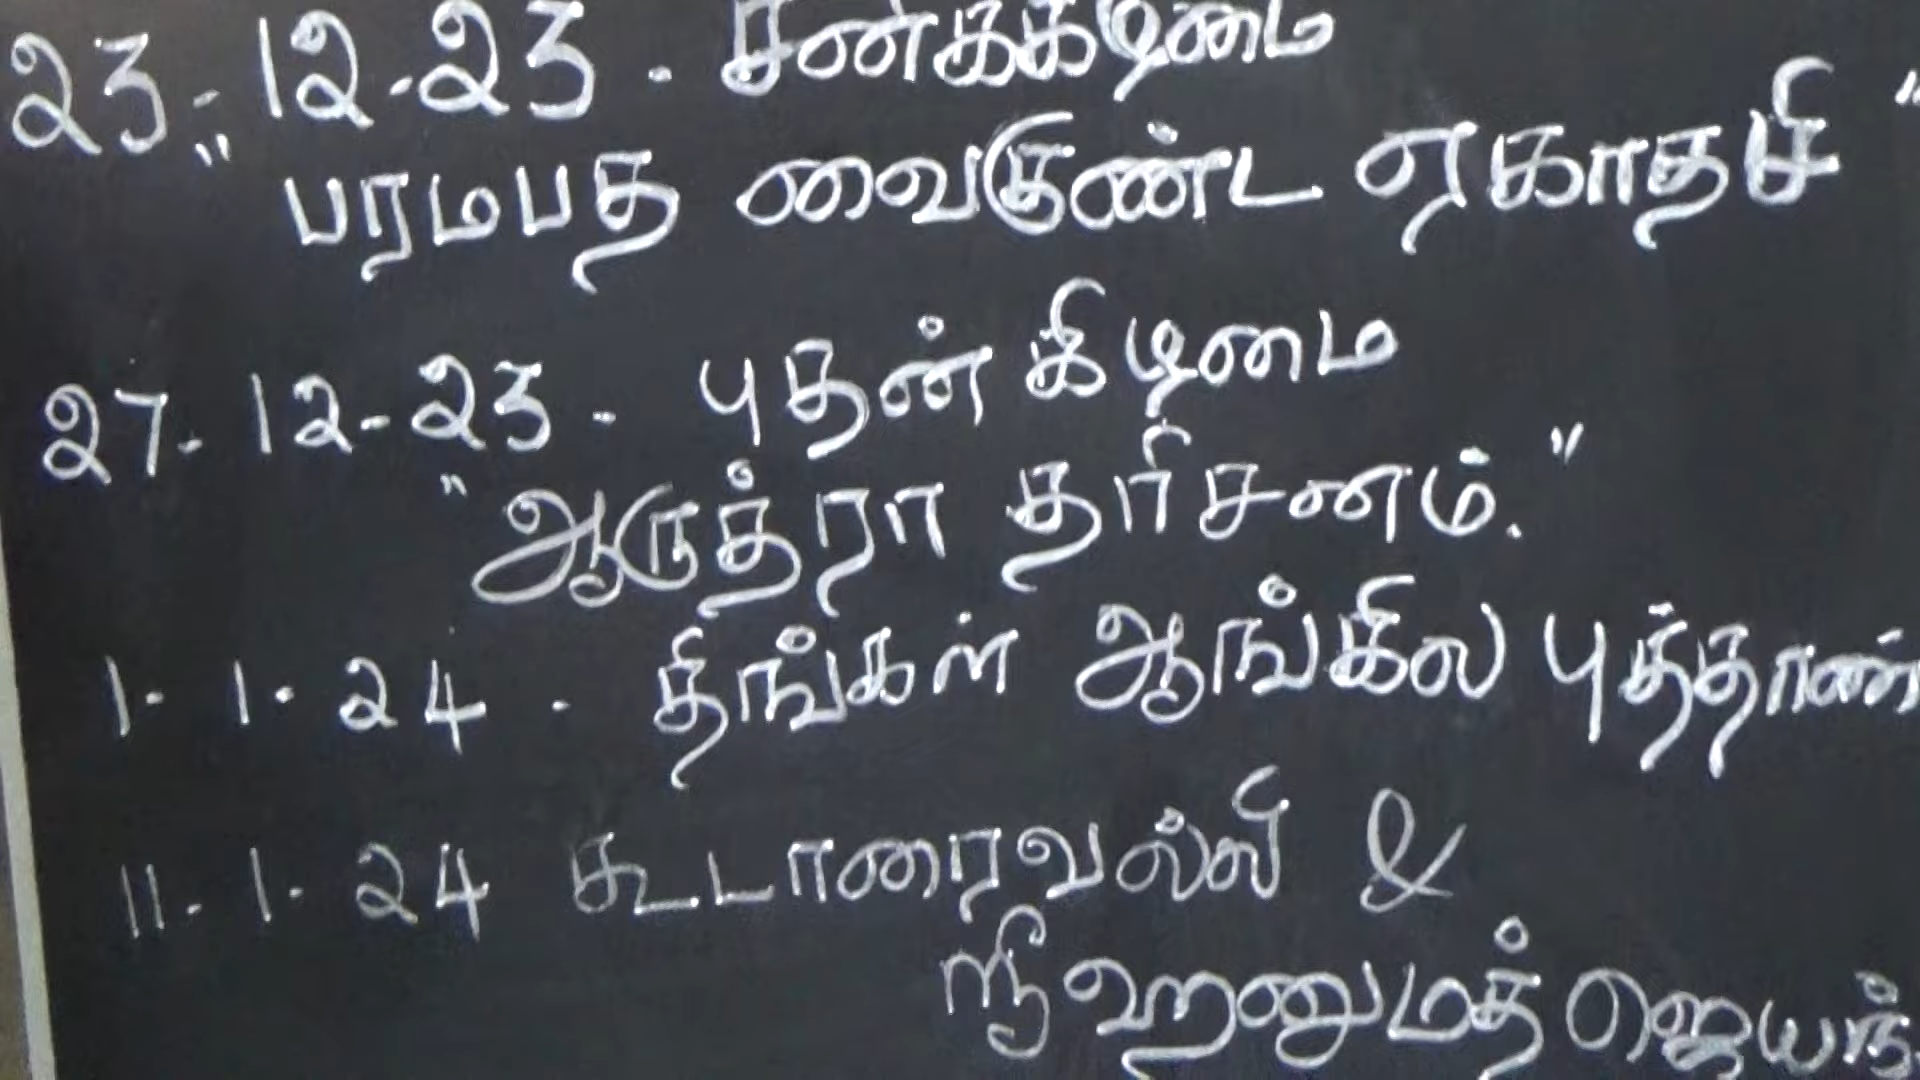 23-12-23. சனிக்கிழமை
" பரமபத வைகுண்ட ஏகாதசி "
27-12-23 - புதன் கிழமை
" ஆருத்ரா தரிசனம். "
1-1-24. திங்கள் ஆங்கில புத்தாண்
11-1-24 கூடாரைவல்லி &
ஸ்ரீ ஹனுமத் ஜெயந்